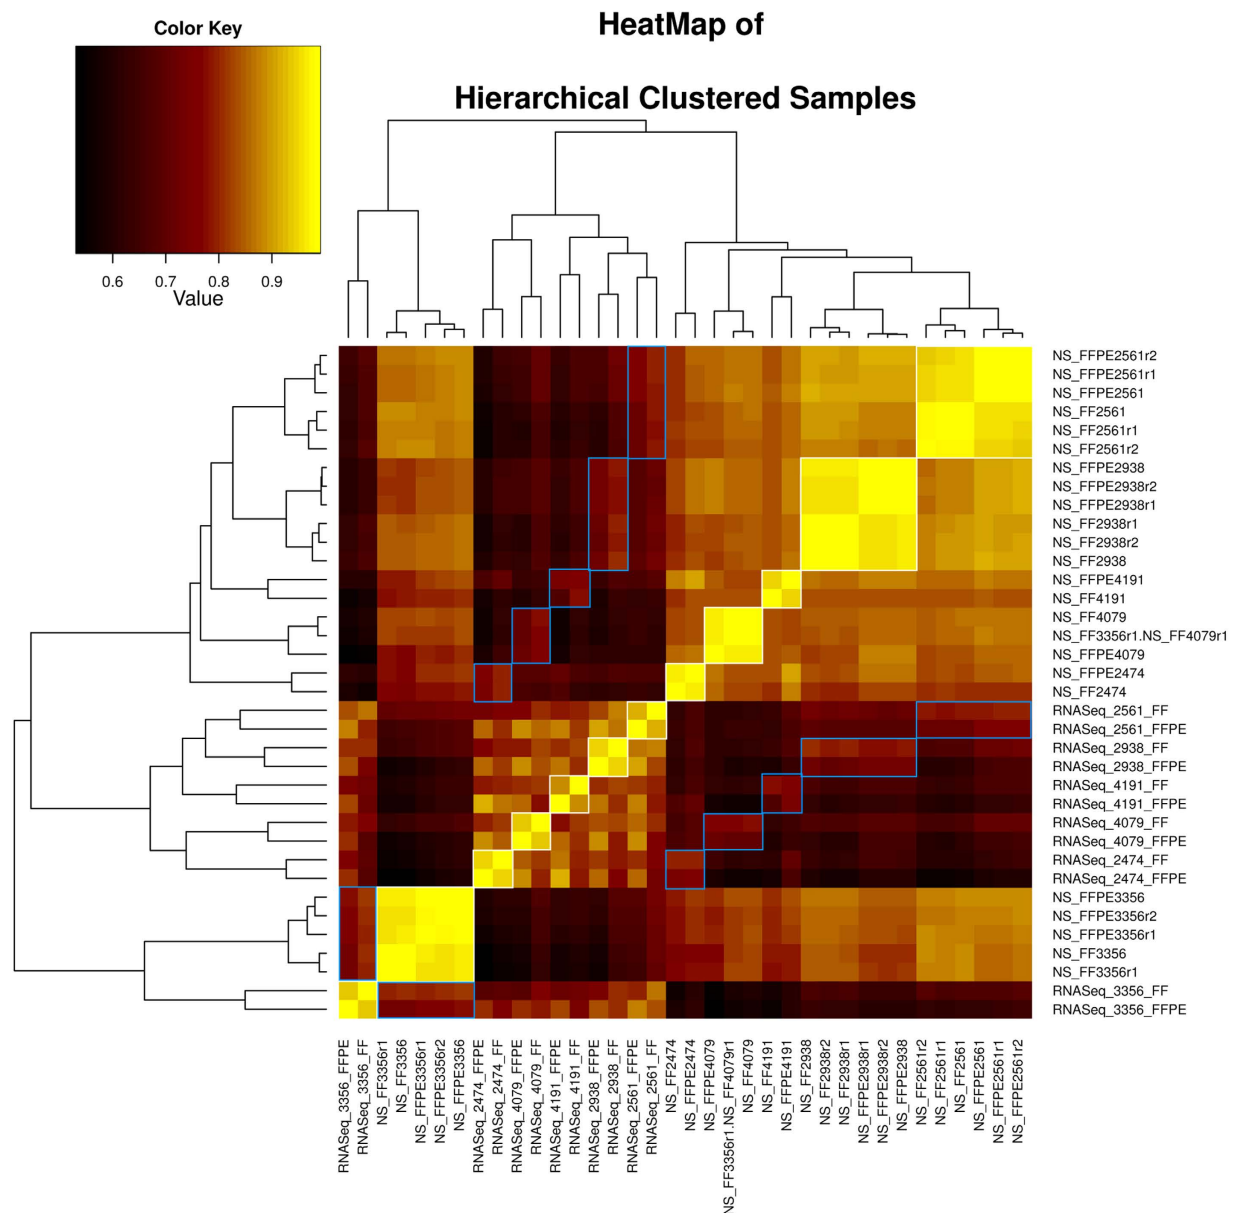 HeatMap of
Hierarchical Clustered Samples
Color Key
0.6 0.7 0.8 0.9
Value
NS_FFPE2561r2
NS_FFPE2561r1
NS_FFPE2561
NS_FF2561
NS_FF2561r1
NS_FF2561r2
NS_FFPE2938
NS_FFPE2938r2
NS_FFPE2938r1
NS_FF2938r1
NS_FF2938r2
NS_FF2938
NS_FFPE4191
NS_FF4191
NS_FF4079
NS_FF3356r1.NS_FF4079r1
NS_FFPE4079
NS_FFPE2474
NS_FF2474
RNASeq_2561_FF
RNASeq_2561_FFPE
RNASeq_2938_FF
RNASeq_2938_FFPE
RNASeq_4191_FF
RNASeq_4191_FFPE
RNASeq_4079_FF
RNASeq_4079_FFPE
RNASeq_2474_FF
RNASeq_2474_FFPE
NS_FFPE3356
NS_FFPE3356r2
NS_FFPE3356r1
NS_FF3356
NS_FF3356r1
RNASeq_3356_FF
RNASeq_3356_FFPE
RNASeq_3356_FFPE
RNASeq_3356_FF
NS_FF3356r1
NS_FF3356
NS_FFPE3356r1
NS_FFPE3356r2
NS_FFPE3356
RNASeq_2474_FFPE
RNASeq_2474_FF
RNASeq_4079_FFPE
RNASeq_4079_FF
RNASeq_4191_FFPE
RNASeq_4191_FF
RNASeq_2938_FFPE
RNASeq_2938_FF
RNASeq_2561_FFPE
RNASeq_2561_FF
NS_FF2474
NS_FFPE2474
NS_FFPE4079
NS_FF3356r1.NS_FF4079r1
NS_FF4079
NS_FF4191
NS_FFPE4191
NS_FF2938
NS_FF2938r2
NS_FF2938r1
NS_FFPE2938r1
NS_FFPE2938r2
NS_FFPE2938
NS_FF2561r2
NS_FF2561r1
NS_FF2561
NS_FFPE2561
NS_FFPE2561r1
NS_FFPE2561r2